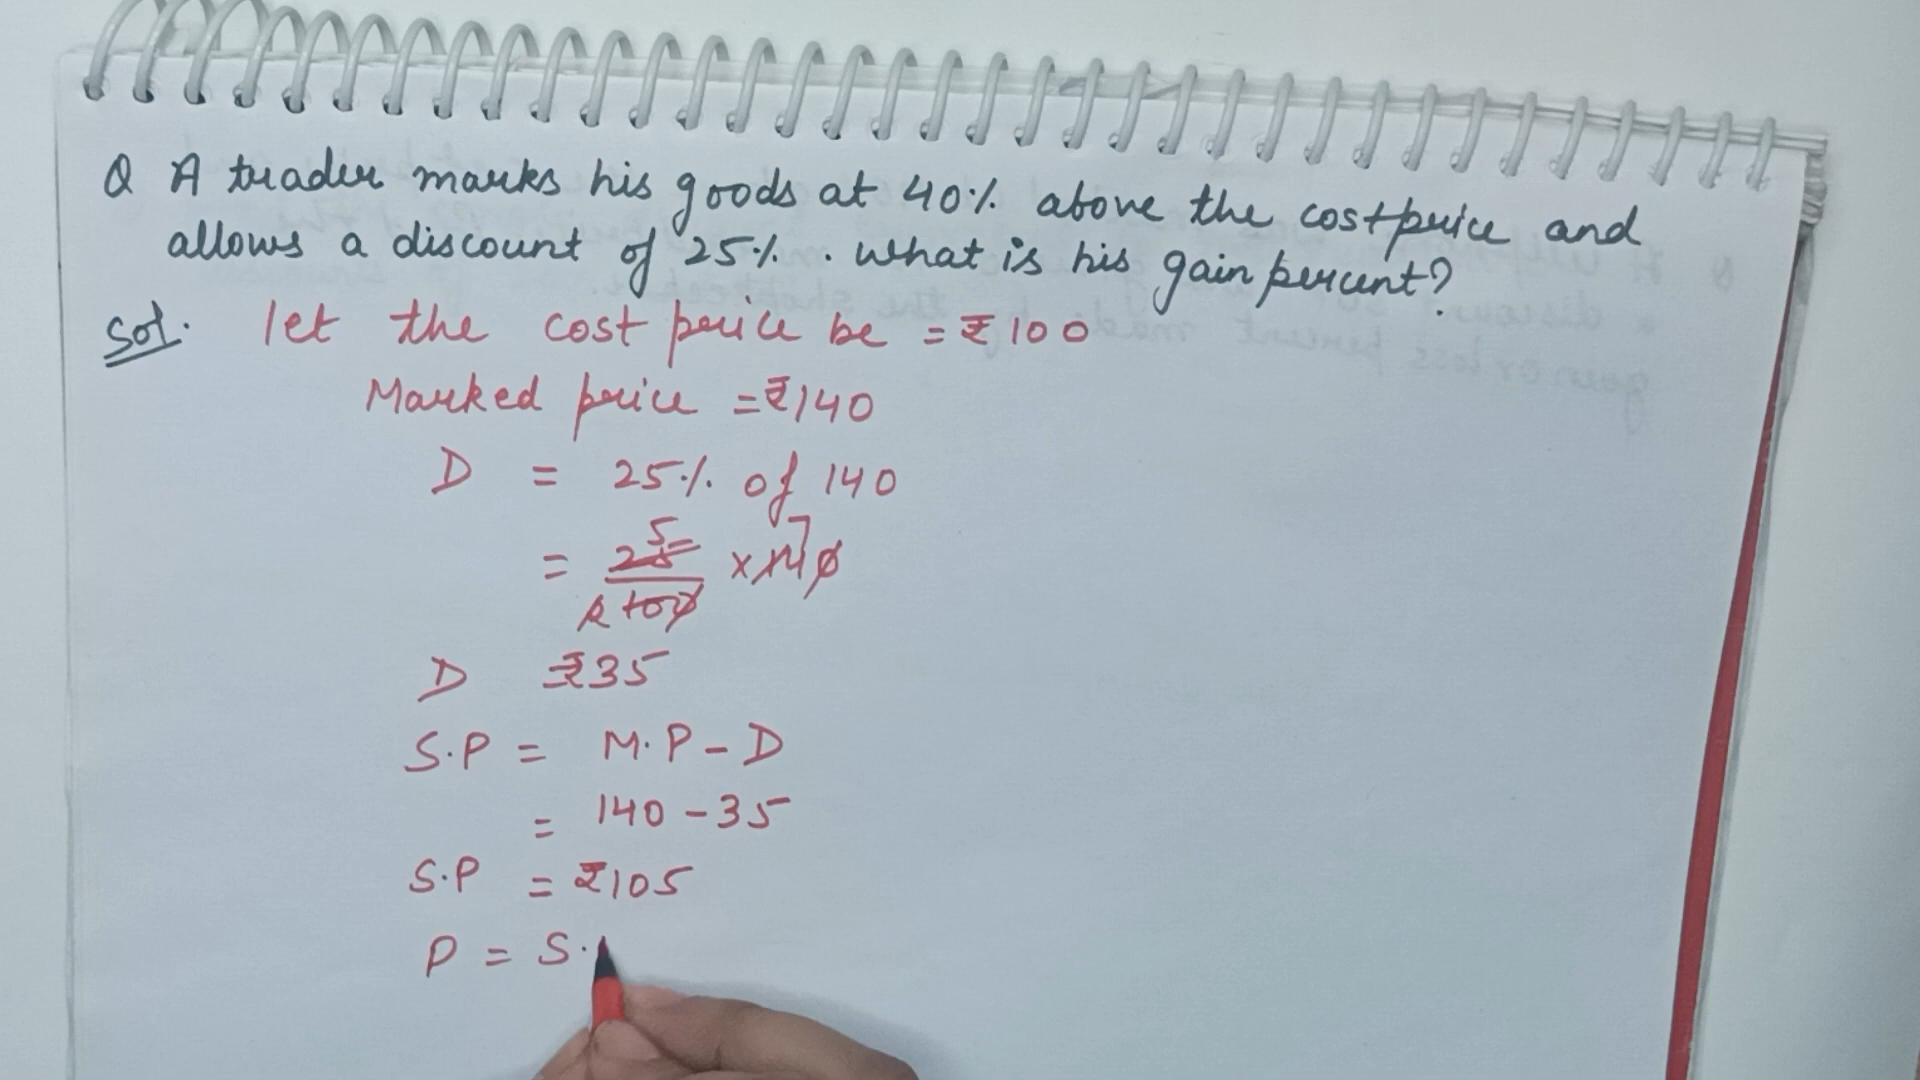 Q A trader marks his goods at 40% above the cost price and
allows a discount of 25%. What is his gain percent?
Sol. let the cost price be = ₹100
Marked price = ₹140
D = 25% of 140
= 25/100 × 140
D = ₹35
S.P = M.P - D
= 140 - 35
S.P = ₹105
P = S.